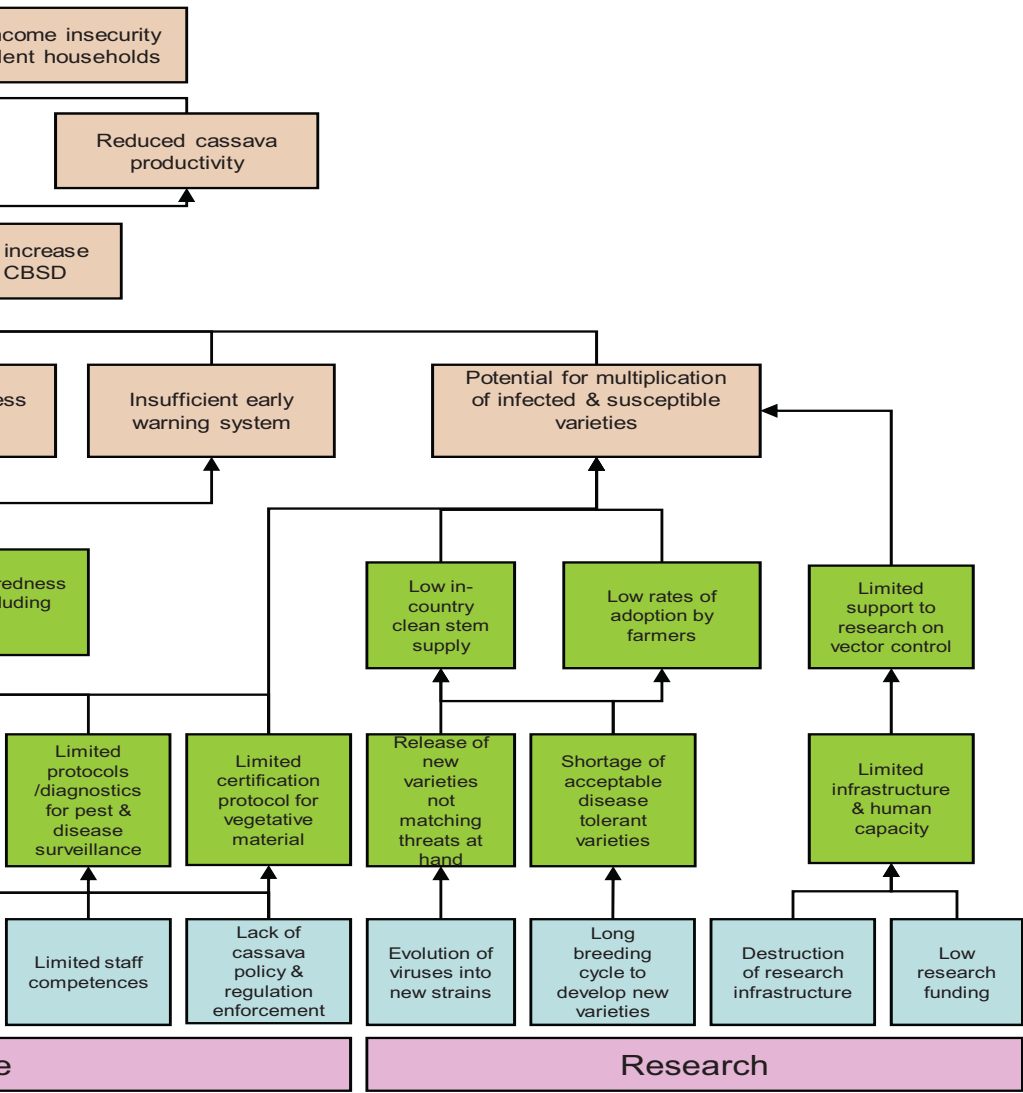 ncome insecurity
households
Reduced cassava
productivity
increase
CBSD
Insufficient early
warning system
Potential for multiplication
of infected & susceptible
varieties
Low in-
country
clean stem
supply
Low rates of
adoption by
farmers
Limited
support to
research on
vector control
Limited
protocols
/diagnostics
for pest &
disease
surveillance
Limited
certification
protocol for
vegetative
material
Release of
new
varieties
not
matching
threats at
hand
Shortage of
acceptable
disease
tolerant
varieties
Limited
infrastructure
& human
capacity
Limited staff
competences
Lack of
cassava
policy &
regulation
enforcement
Evolution of
viruses into
new strains
Long
breeding
cycle to
develop new
varieties
Destruction
of research
infrastructure
Low
research
funding
Research